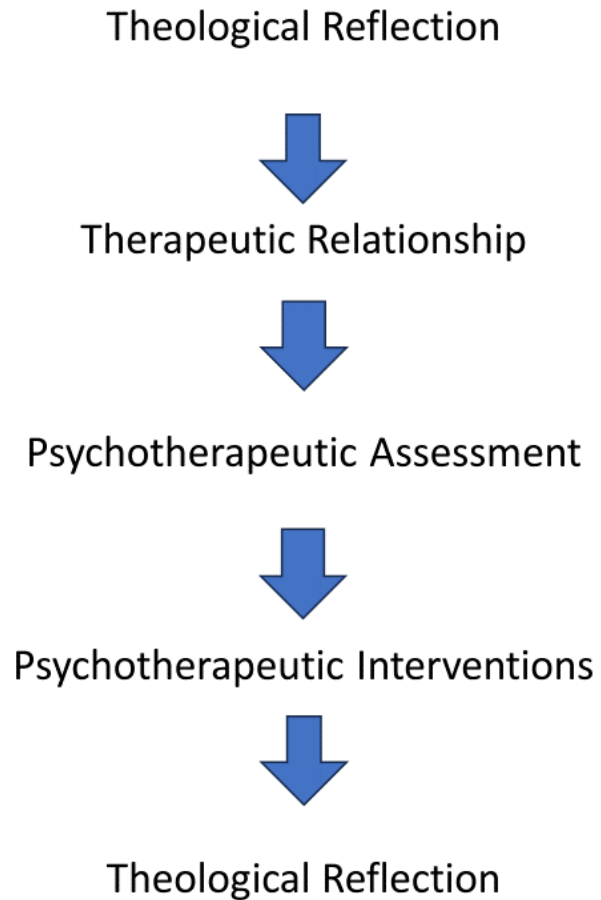 Theological Reflection
Therapeutic Relationship
Psychotherapeutic Assessment
Psychotherapeutic Interventions
Theological Reflection